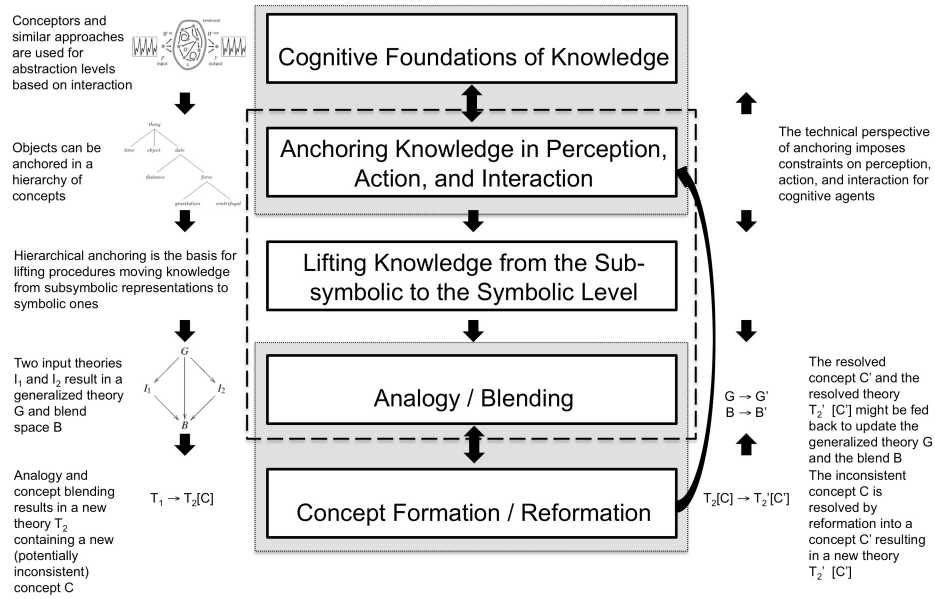 Conceptors and
similar approaches
are used for
abstraction levels
based on interaction
reservoir
input
output
Cognitive Foundations of Knowledge
Objects can be
anchored in a
hierarchy of
concepts
thing
time object date
distance force
gravitation centrifugal
Anchoring Knowledge in Perception,
Action, and Interaction
The technical perspective
of anchoring imposes
constraints on perception,
action, and interaction for
cognitive agents
Hierarchical anchoring is the basis for
lifting procedures moving knowledge
from subsymbolic representations to
symbolic ones
Lifting Knowledge from the Sub-
symbolic to the Symbolic Level
Two input theories
I₁ and I₂ result in a
generalized theory
G and blend
space B
G
I₁ I₂
B
Analogy / Blending
G → G'
B → B'
The resolved
concept C' and the
resolved theory
T₂' [C'] might be fed
back to update the
generalized theory G
and the blend B
Analogy and
concept blending
results in a new
theory T₂
containing a new
(potentially
inconsistent)
concept C
T₁ → T₂[C]
Concept Formation / Reformation
T₂[C] → T₂'[C']
The inconsistent
concept C is
resolved by
reformation into a
concept C' resulting
in a new theory
T₂' [C']